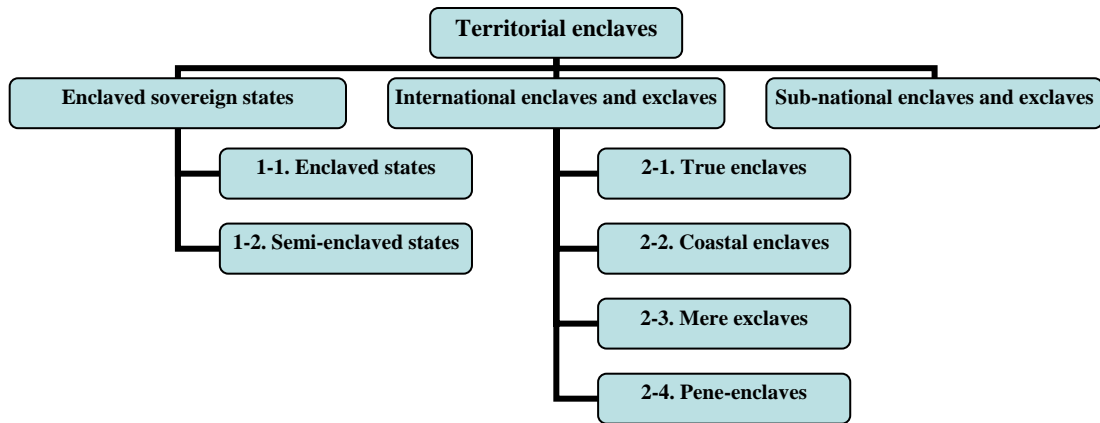 Territorial enclaves
Enclaved sovereign states
International enclaves and exclaves
Sub-national enclaves and exclaves
1-1. Enclaved states
2-1. True enclaves
1-2. Semi-enclaved states
2-2. Coastal enclaves
2-3. Mere exclaves
2-4. Pene-enclaves